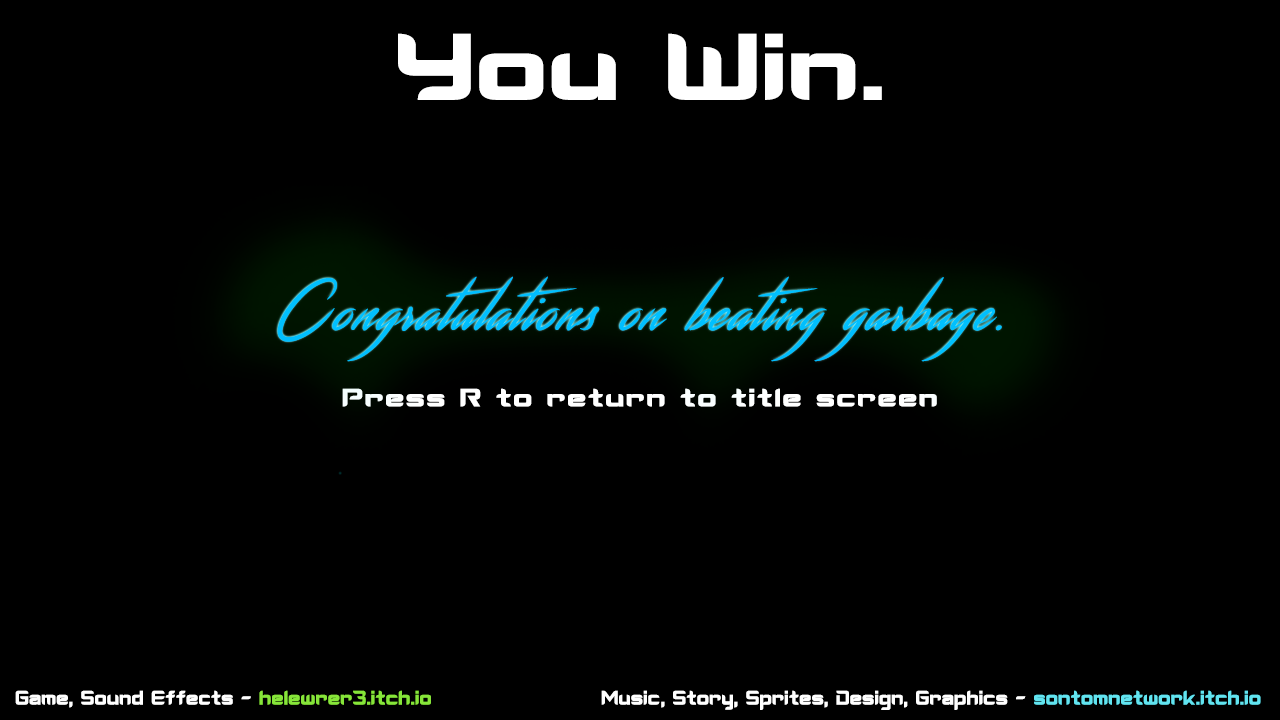 You Win.
Congratulations on beating garbage.
Press R to return to title screen
Game, Sound Effects - helewrer3.itch.io
Music, Story, Sprites, Design, Graphics - sontomnetwork.itch.io